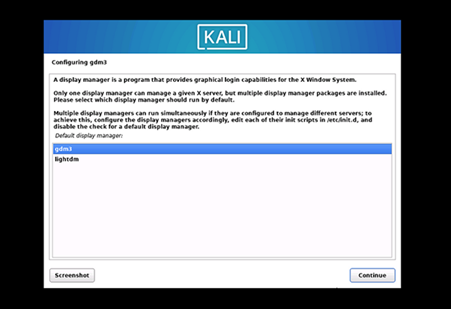 KALI
Configuring gdm3
A display manager is a program that provides graphical login capabilities for the X Window System.
Only one display manager can manage a given X server, but multiple display manager packages are installed.
Please select which display manager should run by default.
Multiple display managers can run simultaneously if they are configured to manage different servers; to
achieve this, configure the display managers accordingly, edit each of their init scripts in /etc/init.d, and
disable the check for a default display manager.
Default display manager:
gdm3
lightdm
Screenshot
Continue